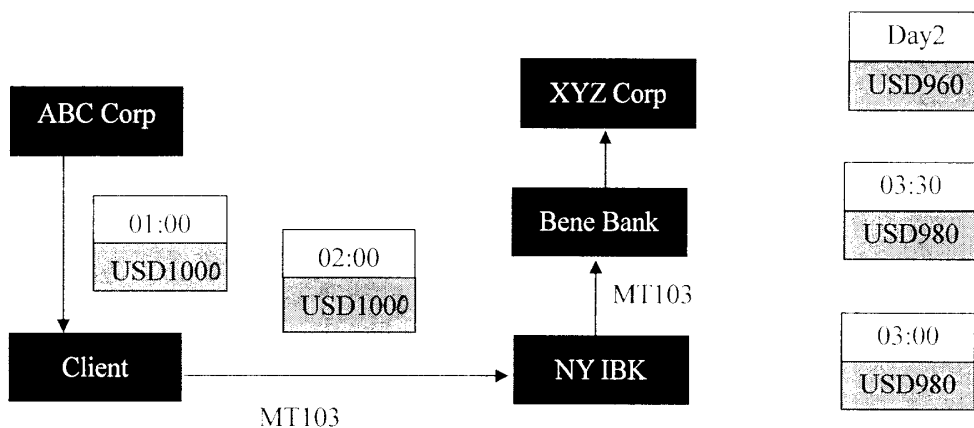 Day2
USD960
XYZ Corp
ABC Corp
03:30
USD980
Bene Bank
01:00
USD1000
02:00
USD1000
MT103
03:00
USD980
Client
NY IBK
MT103